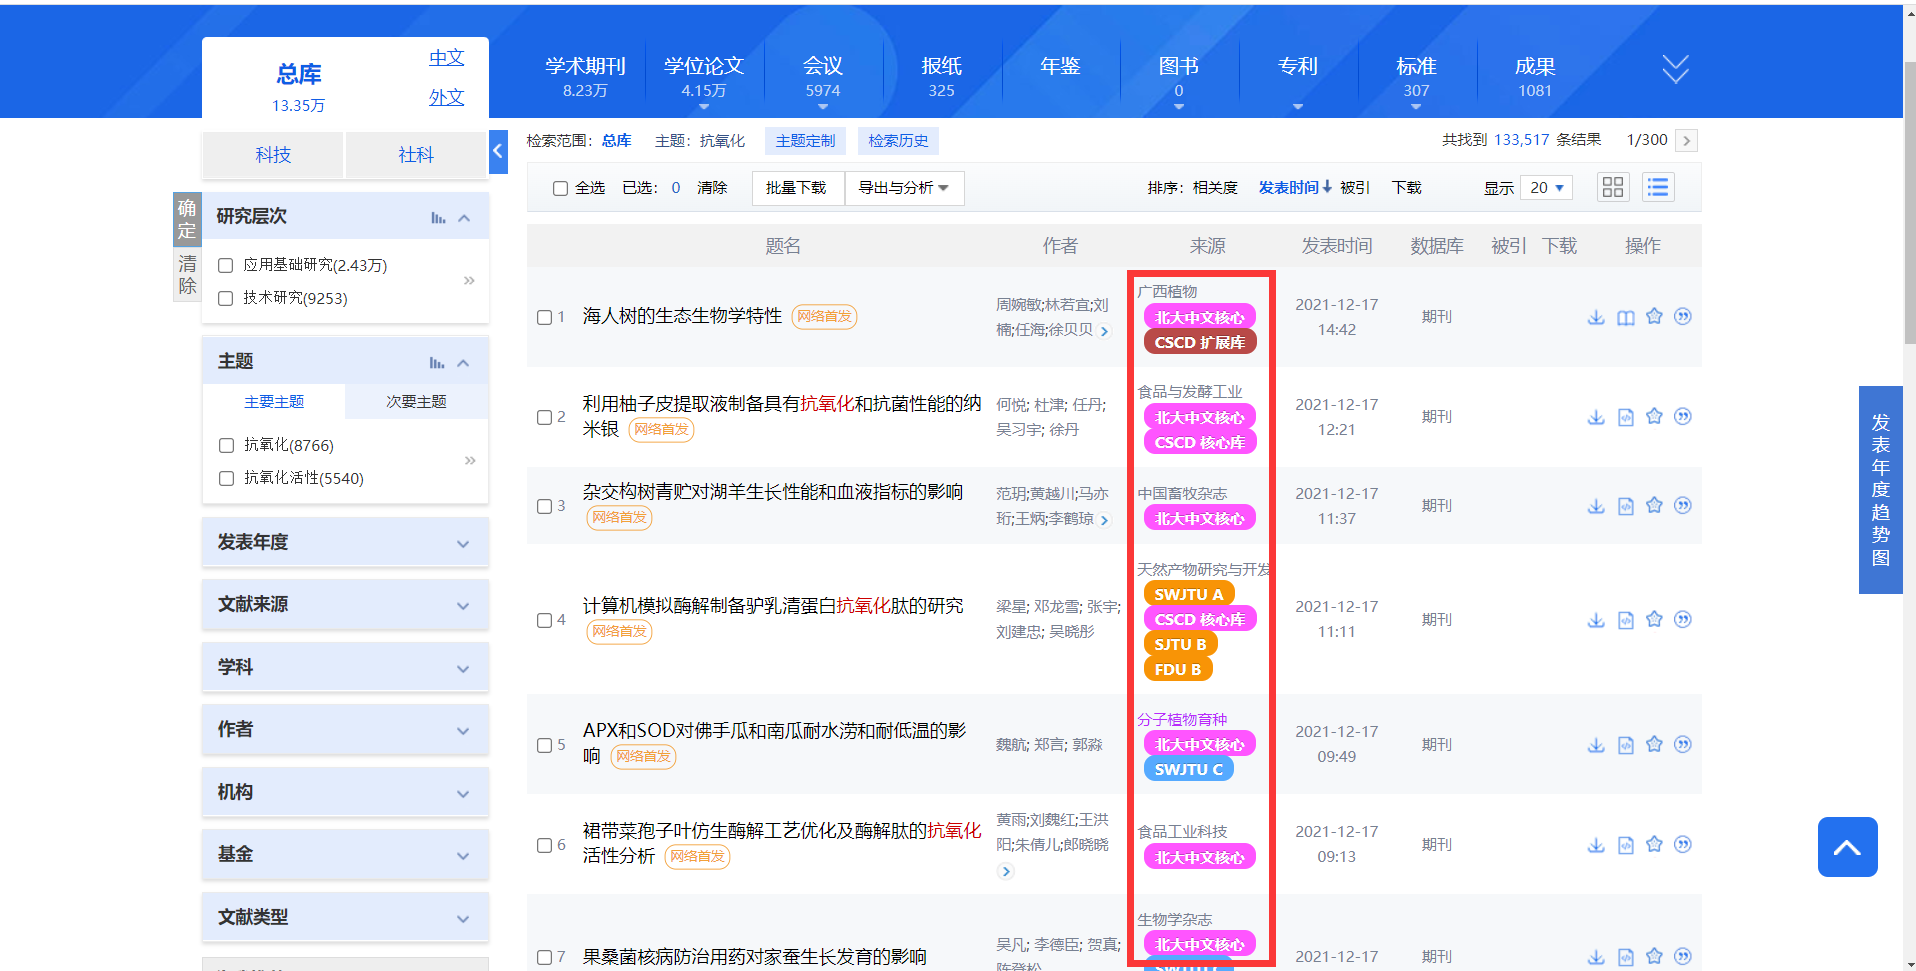 总库
13.35万
中文
外文
学术期刊
8.23万
学位论文
4.15万
会议
5974
报纸
325
年鉴
图书
0
专利
标准
307
成果
1081
科技
社科
检索范围：总库 主题：抗氧化 主题定制 检索历史
共找到 133,517 条结果 1/300
全选 已选：0 清除 批量下载 导出与分析
排序：相关度 发表时间↓ 被引 下载 显示 20
确定
清除
研究层次
应用基础研究(2.43万)
技术研究(9253)
主题
主要主题 次要主题
抗氧化(8766)
抗氧化活性(5540)
发表年度
文献来源
学科
作者
机构
基金
文献类型
题名 作者 来源 发表时间 数据库 被引 下载 操作
1 海人树的生态生物学特性 网络首发
周婉敏;林若宜;刘
楠;任海;徐贝贝
广西植物
北大中文核心
CSCD 扩展库
2021-12-17
14:42
期刊
2 利用柚子皮提取液制备具有抗氧化和抗菌性能的纳
米银 网络首发
何悦; 杜津; 任丹;
吴习宇; 徐丹
食品与发酵工业
北大中文核心
CSCD 核心库
2021-12-17
12:21
期刊
3 杂交构树青贮对湖羊生长性能和血液指标的影响
网络首发
范玥;黄越川;马亦
珩;王炳;李鹤琼
中国畜牧杂志
北大中文核心
2021-12-17
11:37
期刊
4 计算机模拟酶解制备驴乳清蛋白抗氧化肽的研究
网络首发
梁星; 邓龙雪; 张宇;
刘建忠; 吴晓彤
天然产物研究与开发
SWJTU A
CSCD 核心库
SJTU B
FDU B
2021-12-17
11:11
期刊
5 APX和SOD对佛手瓜和南瓜耐水涝和耐低温的影
响 网络首发
魏航; 郑言; 郭淼
分子植物育种
北大中文核心
SWJTU C
2021-12-17
09:49
期刊
6 裙带菜孢子叶仿生酶解工艺优化及酶解肽的抗氧化
活性分析 网络首发
黄雨;刘魏红;王洪
阳;朱倩儿;郎晓晓
食品工业科技
北大中文核心
2021-12-17
09:13
期刊
7 果桑菌核病防治用药对家蚕生长发育的影响
吴凡; 李德臣; 贺真;
陈登松
生物学杂志
北大中文核心
2021-12-17
期刊
发表年度趋势图